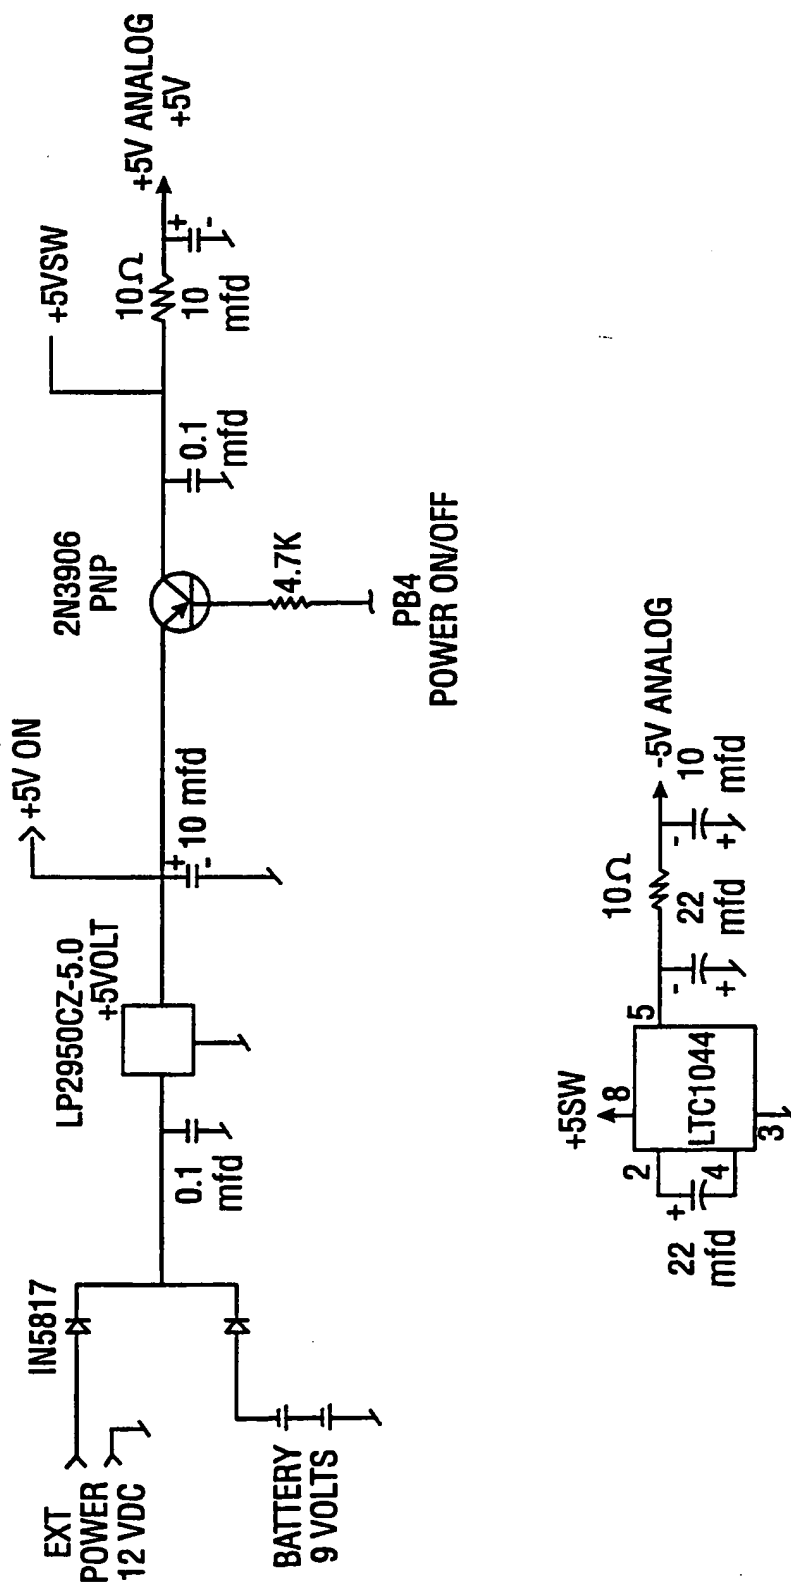 EXT
POWER
12 VDC
IN5817
BATTERY
9 VOLTS
0.1
mfd
LP2950CZ-5.0
+5VOLT
+5V ON
+
-
10 mfd
2N3906
PNP
4.7K
PB4
POWER ON/OFF
0.1
mfd
+5VSW
10Ω
10
mfd
+
-
+5V ANALOG
+5V
22
mfd
+
2
4
+5SW
8
LTC1044
3
5
-
+
10Ω
22
mfd
-
+
-5V ANALOG
10
mfd